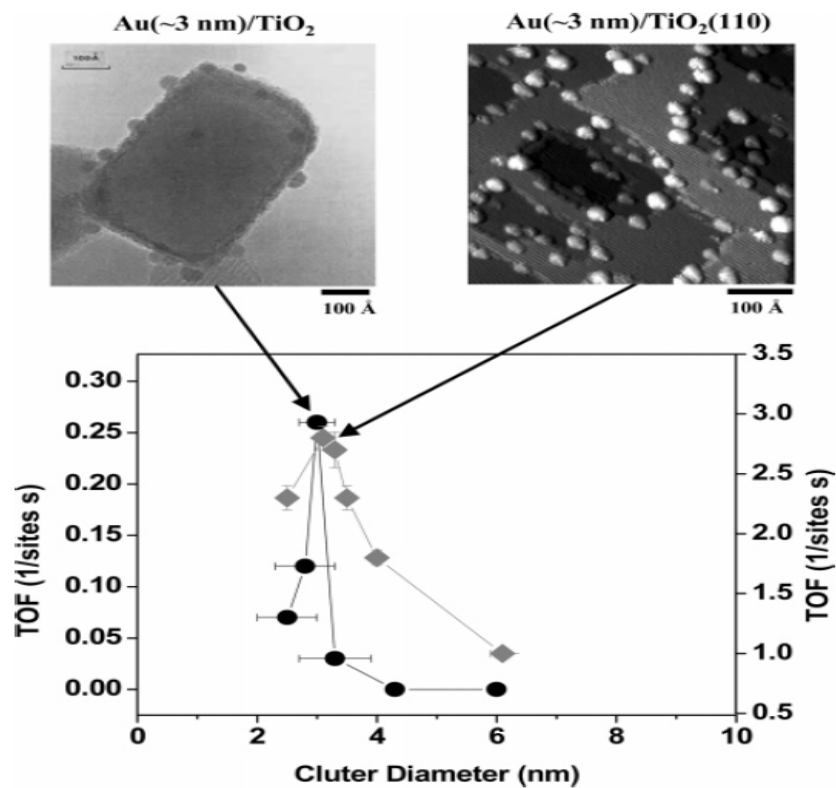 Au(~3 nm)/TiO₂
Au(~3 nm)/TiO₂(110)
100Å
100 Å
100 Å
TOF (1/sites s)
0.30
0.25
0.20
0.15
0.10
0.05
0.00
3.5
3.0
2.5
2.0
1.5
1.0
0.5
TOF (1/sites s)
0 2 4 6 8 10
Cluter Diameter (nm)